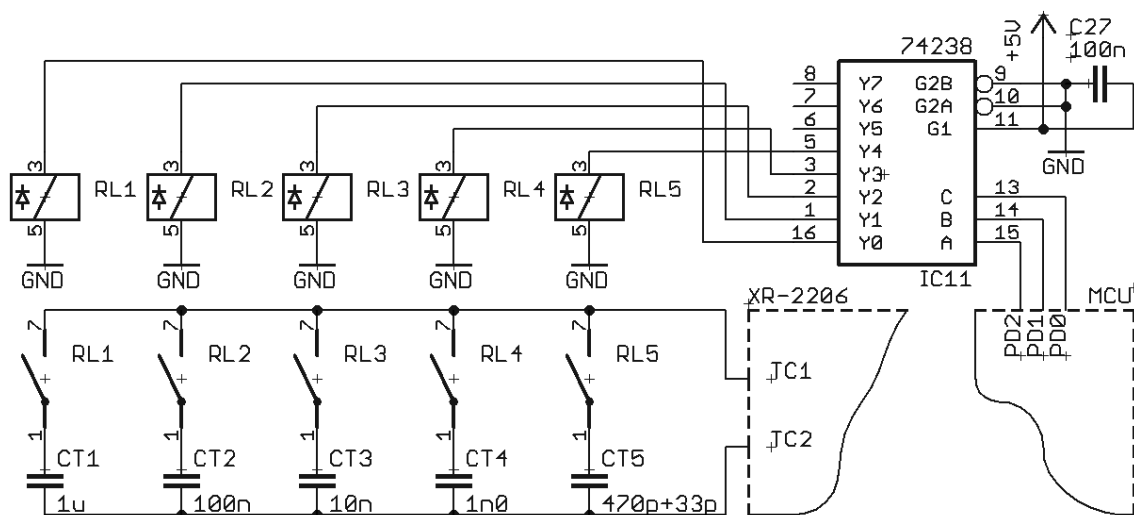 C27
100n
+5V
74238
8 Y7 G2B 9
7 Y6 G2A 10
6 Y5 G1 11
5 Y4
3 Y3
2 Y2 C 13
1 Y1 B 14
16 Y0 A 15
IC11
GND
3 3 3 3 3
RL1 RL2 RL3 RL4 RL5
5 5 5 5 5
GND GND GND GND GND
XR-2206
MCU
PD2 PD1 PD0
7 7 7 7 7
RL1 RL2 RL3 RL4 RL5
TC1
1 1 1 1 1
TC2
CT1 CT2 CT3 CT4 CT5
1u 100n 10n 1n0 470p+33p